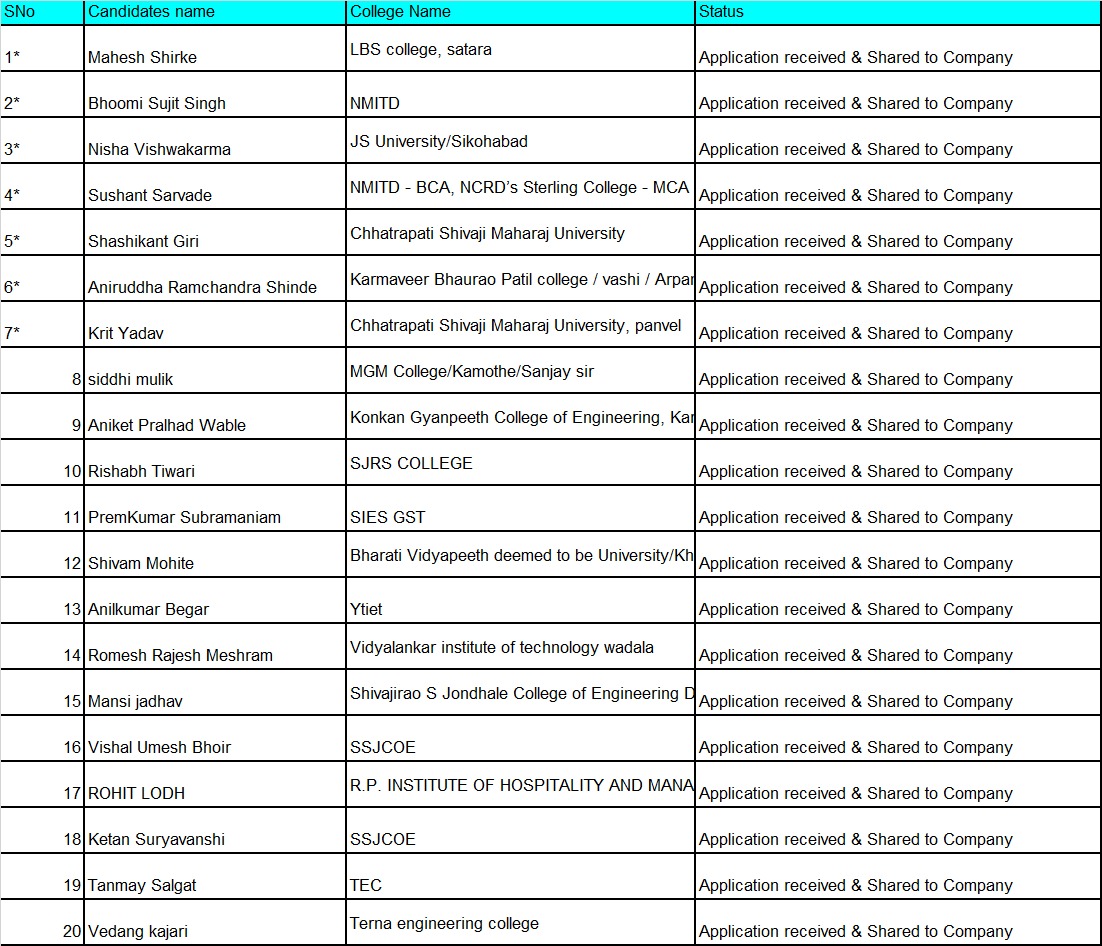 SNo Candidates name College Name Status
1* Mahesh Shirke LBS college, satara Application received & Shared to Company
2* Bhoomi Sujit Singh NMITD Application received & Shared to Company
3* Nisha Vishwakarma JS University/Sikohabad Application received & Shared to Company
4* Sushant Sarvade NMITD - BCA, NCRD’s Sterling College - MCA Application received & Shared to Company
5* Shashikant Giri Chhatrapati Shivaji Maharaj University Application received & Shared to Company
6* Aniruddha Ramchandra Shinde Karmaveer Bhaurao Patil college / vashi / Arpan Application received & Shared to Company
7* Krit Yadav Chhatrapati Shivaji Maharaj University, panvel Application received & Shared to Company
8 siddhi mulik MGM College/Kamothe/Sanjay sir Application received & Shared to Company
9 Aniket Pralhad Wable Konkan Gyanpeeth College of Engineering, Kar Application received & Shared to Company
10 Rishabh Tiwari SJRS COLLEGE Application received & Shared to Company
11 PremKumar Subramaniam SIES GST Application received & Shared to Company
12 Shivam Mohite Bharati Vidyapeeth deemed to be University/Kh Application received & Shared to Company
13 Anilkumar Begar Ytiet Application received & Shared to Company
14 Romesh Rajesh Meshram Vidyalankar institute of technology wadala Application received & Shared to Company
15 Mansi jadhav Shivajirao S Jondhale College of Engineering D Application received & Shared to Company
16 Vishal Umesh Bhoir SSJCOE Application received & Shared to Company
17 ROHIT LODH R.P. INSTITUTE OF HOSPITALITY AND MANA Application received & Shared to Company
18 Ketan Suryavanshi SSJCOE Application received & Shared to Company
19 Tanmay Salgat TEC Application received & Shared to Company
20 Vedang kajari Terna engineering college Application received & Shared to Company